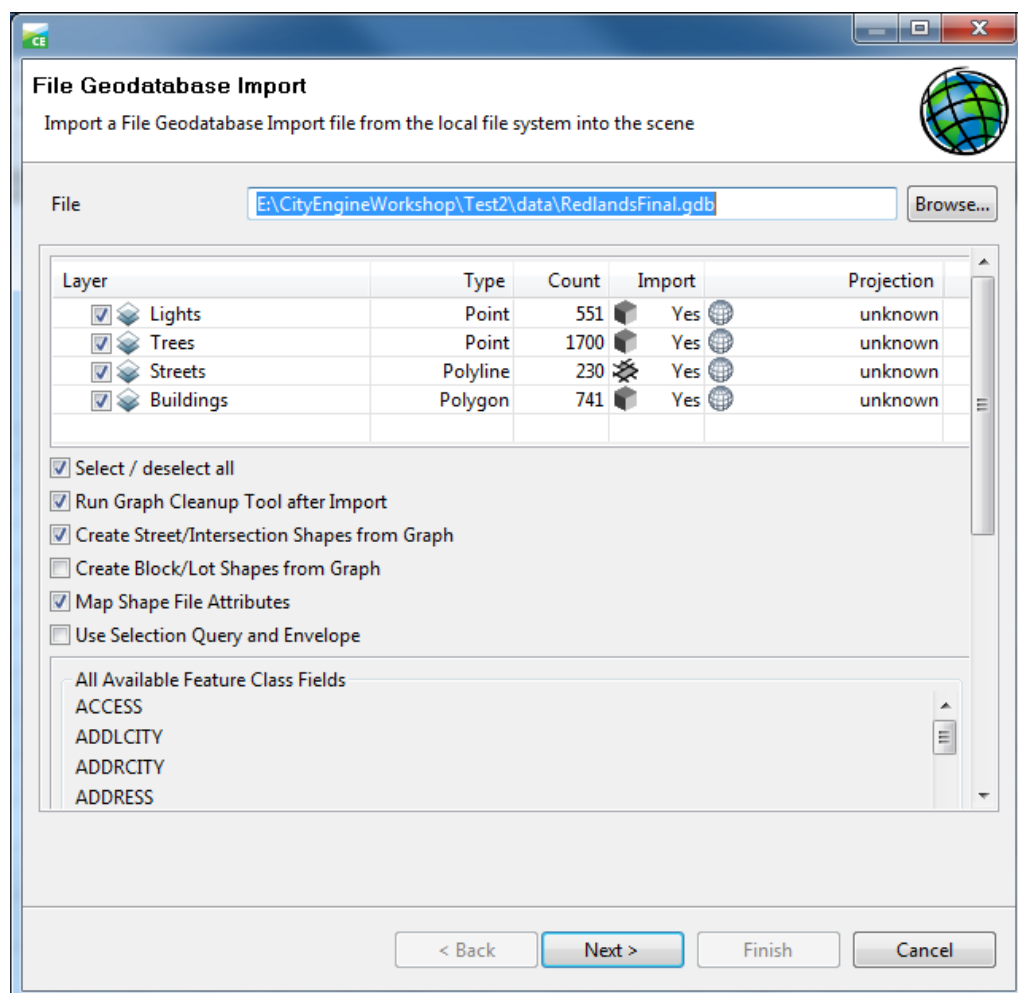 CE
File Geodatabase Import
Import a File Geodatabase Import file from the local file system into the scene
File E:\CityEngineWorkshop\Test2\data\RedlandsFinal.gdb Browse...
Layer Type Count Import Projection
Lights Point 551 Yes unknown
Trees Point 1700 Yes unknown
Streets Polyline 230 Yes unknown
Buildings Polygon 741 Yes unknown
Select / deselect all
Run Graph Cleanup Tool after Import
Create Street/Intersection Shapes from Graph
Create Block/Lot Shapes from Graph
Map Shape File Attributes
Use Selection Query and Envelope
All Available Feature Class Fields
ACCESS
ADDLCITY
ADDRCITY
ADDRESS
< Back Next > Finish Cancel